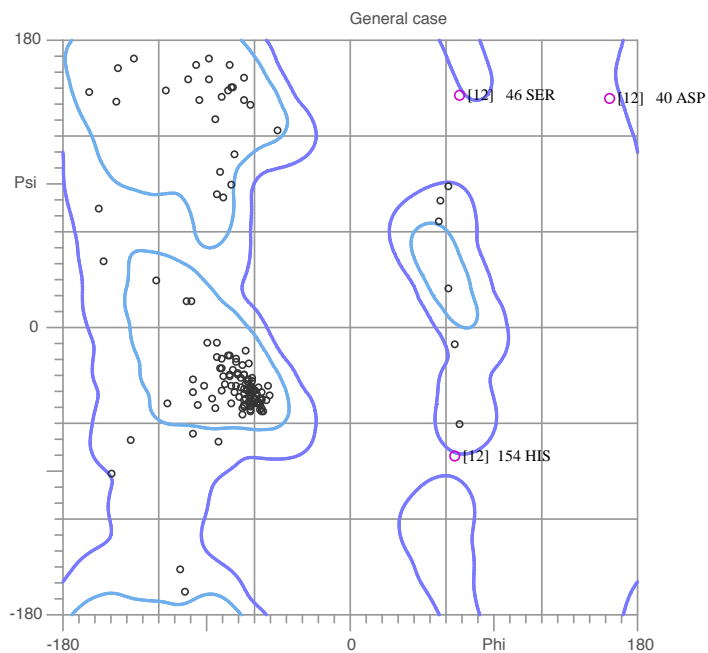 General case
180
[12] 46 SER
[12] 40 ASP
Psi
0
[12] 154 HIS
-180
-180
0
Phi
180